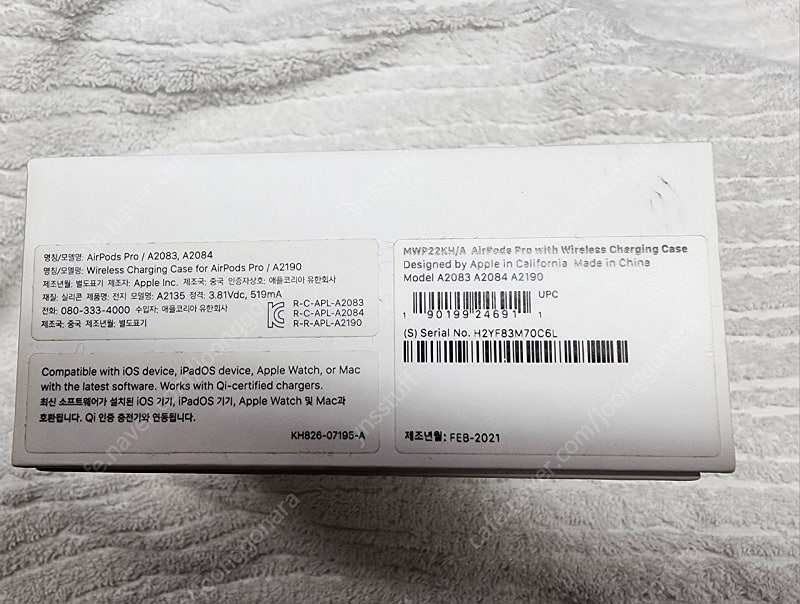 명칭/모델명: AirPods Pro / A2083, A2084
명칭/모델명: Wireless Charging Case for AirPods Pro / A2190
제조년월: 별도표기 제조자: Apple Inc. 제조국: 중국 인증자상호: 애플코리아 유한회사
재질: 실리콘 제품명: 전지 모델명: A2135 정격: 3.81Vdc, 519mA
전화: 080-333-4000 수입자: 애플코리아 유한회사
제조국: 중국 제조년월: 별도표기
R-C-APL-A2083
R-C-APL-A2084
R-R-APL-A2190
Compatible with iOS device, iPadOS device, Apple Watch, or Mac
with the latest software. Works with Qi-certified chargers.
최신 소프트웨어가 설치된 iOS 기기, iPadOS 기기, Apple Watch 및 Mac과
호환됩니다. Qi 인증 충전기와 연동됩니다.
KH826-07195-A
MWP22KH/A AirPods Pro with Wireless Charging Case
Designed by Apple in California Made in China
Model A2083 A2084 A2190
UPC
1 90199 24691 1
(S) Serial No. H2YF83M70C6L
제조년월: FEB-2021
cafe.naver.com/joonggonara
ynsstuff